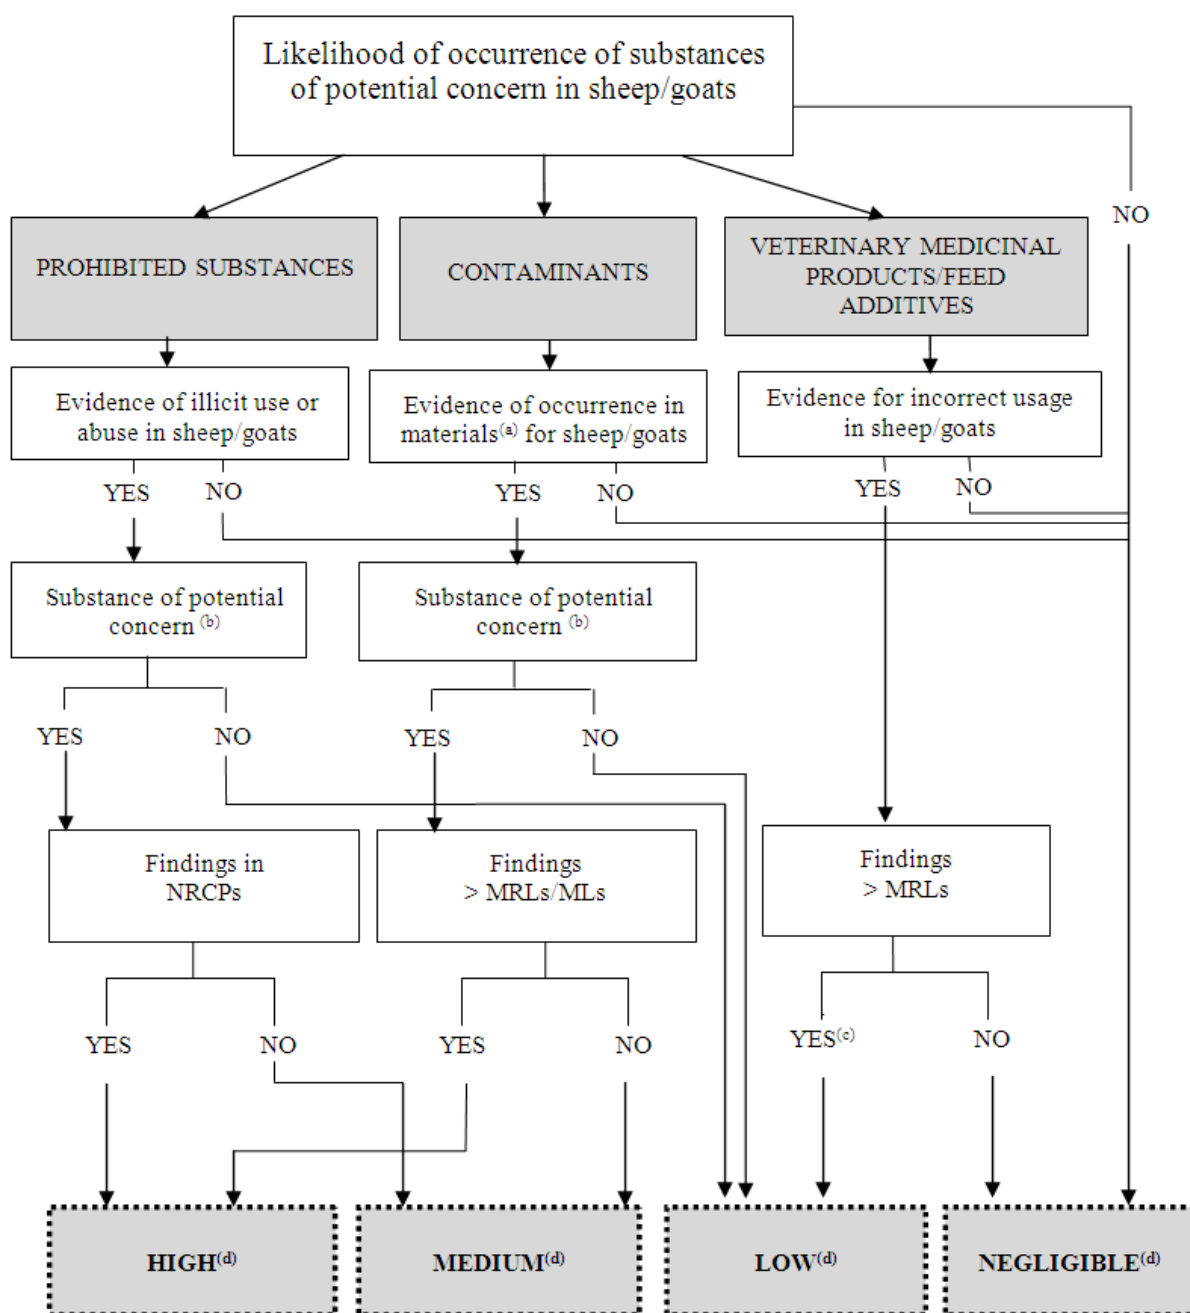 Likelihood of occurrence of substances
of potential concern in sheep/goats
NO
PROHIBITED SUBSTANCES
CONTAMINANTS
VETERINARY MEDICINAL
PRODUCTS/FEED
ADDITIVES
Evidence of illicit use or
abuse in sheep/goats
Evidence of occurrence in
materials(a) for sheep/goats
Evidence for incorrect usage
in sheep/goats
YES
NO
YES
NO
YES
NO
Substance of potential
concern (b)
Substance of potential
concern (b)
YES
NO
YES
NO
Findings in
NRCPs
Findings
> MRLs/MLs
Findings
> MRLs
YES
NO
YES
NO
YES(c)
NO
HIGH(d)
MEDIUM(d)
LOW(d)
NEGLIGIBLE(d)